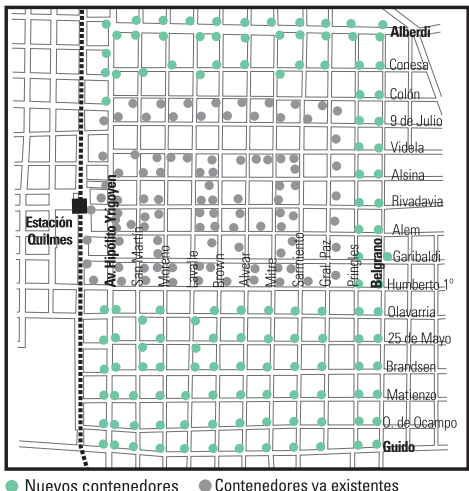 Alberdi
Conesa
Colón
9 de Julio
Videla
Alsina
Rivadavia
Alem
Garibaldi
Humberto 1º
Olavarria
25 de Mayo
Brandsen
Matienzo
O. de Ocampo
Guido
Estación
Quilmes
Av. Hipólito Yrigoyen
San Martín
Moreno
Lavalle
Brown
Alvear
Mitre
Sarmiento
Gral. Paz
Pringles
Belgrano
Nuevos contenedores
Contenedores ya existentes